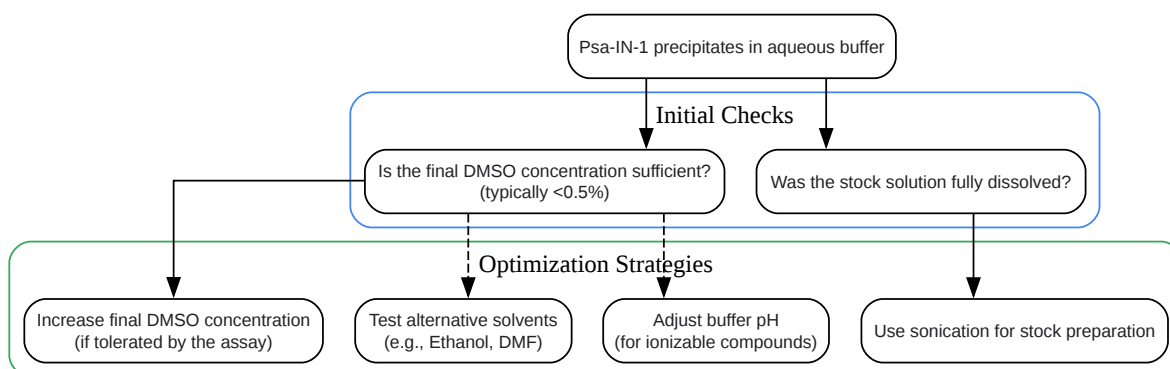 Psa-IN-1 precipitates in aqueous buffer
Initial Checks
Is the final DMSO concentration sufficient?
(typically <0.5%)
Was the stock solution fully dissolved?
Optimization Strategies
Increase final DMSO concentration
(if tolerated by the assay)
Test alternative solvents
(e.g., Ethanol, DMF)
Adjust buffer pH
(for ionizable compounds)
Use sonication for stock preparation